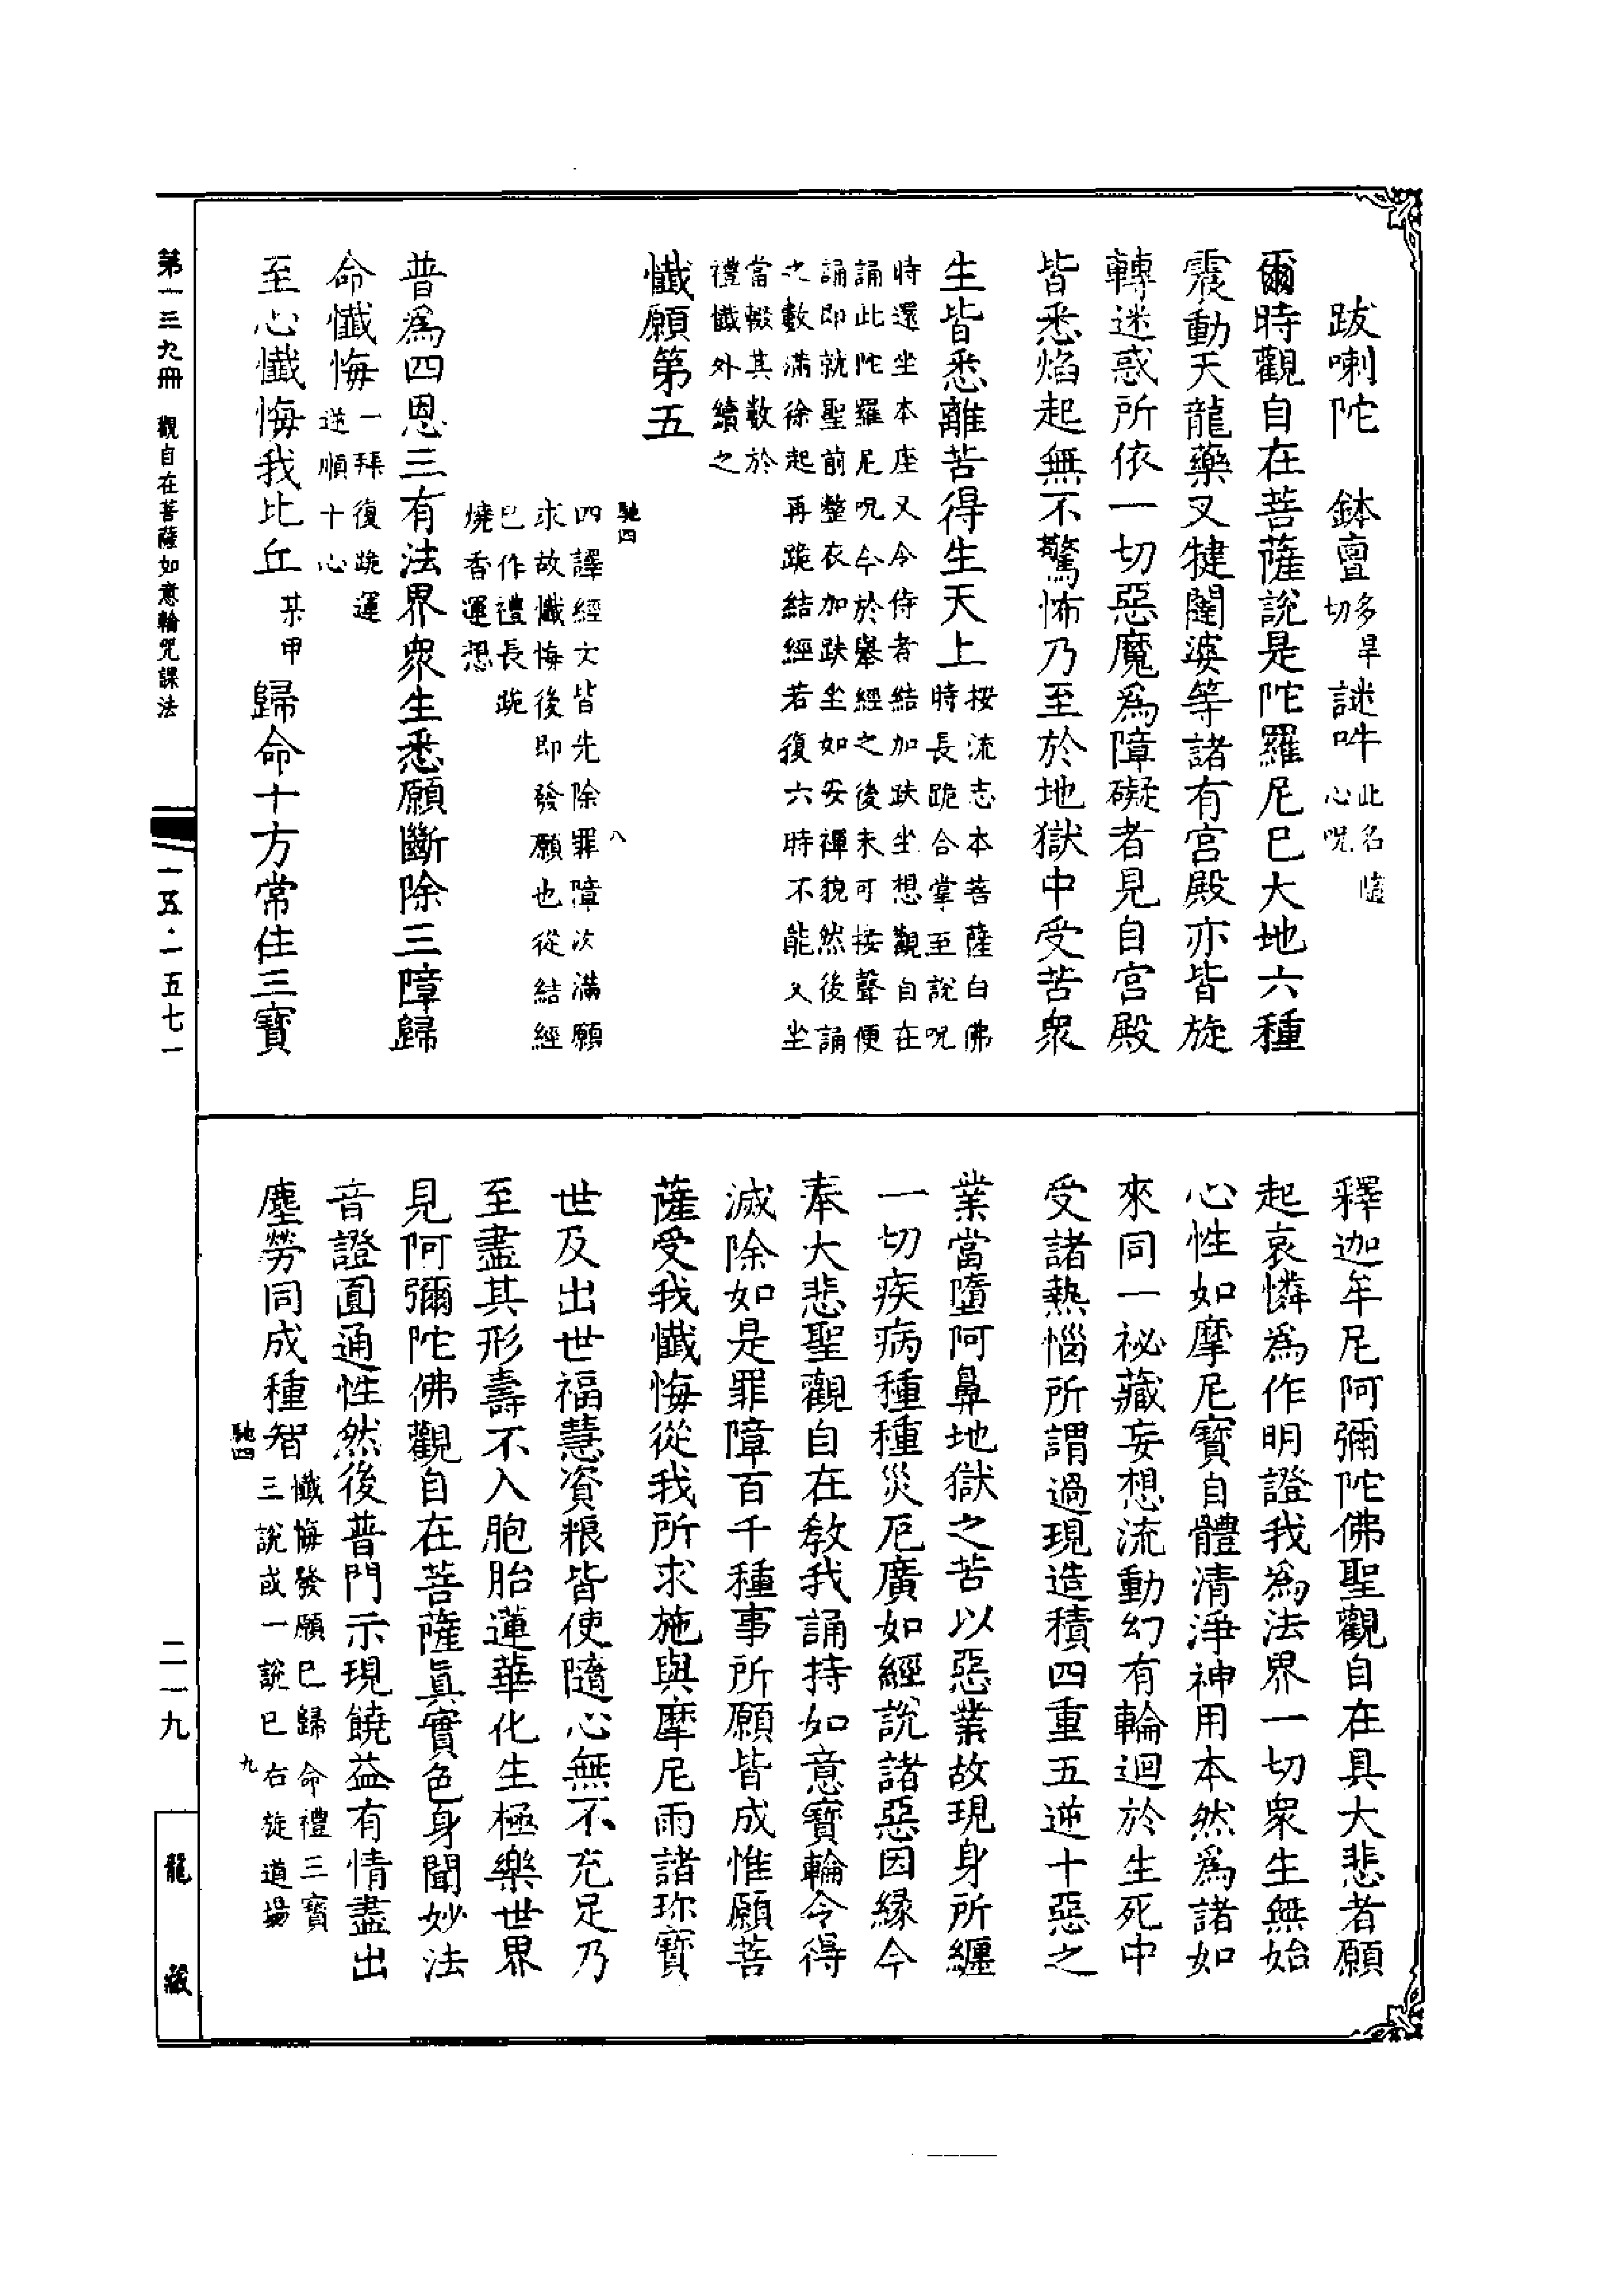 跋喇陀　鉢亶多旱切謎吽此名隨心呪
爾時觀自在菩薩說是陀羅尼已大地六種
震動天龍藥叉犍闥婆等諸有宮殿亦皆旋
轉迷惑所依一切惡魔爲障礙者見自宮殿
皆悉焰起無不驚怖乃至於地獄中受苦衆
生皆悉離苦得生天上按流志本菩薩白佛
時長跪合掌至說呪
時還坐本座又令侍者結加趺坐想觀自在
誦此陀羅尼呪今於舉經之後未可接聲便
誦即就聖前整衣加趺坐如安禪貌然後誦
之數滿徐起再跪結經若復六時不能久坐
當輟其數於
禮懺外續之
懺願第五
馳四
八
四譯經文皆先除罪障次滿願
求故懺悔後即發願也從結經
已作禮長跪
燒香運想
普爲四恩三有法界衆生悉願斷除三障歸
命懺悔一拜復跪運
逆順十心
至心懺悔我比丘某甲　歸命十方常住三寶
釋迦牟尼阿彌陀佛聖觀自在具大悲者願
起哀憐爲作明證我爲法界一切衆生無始
心性如摩尼寶自體清淨神用本然爲諸如
來同一祕藏妄想流動幻有輪迴於生死中
受諸熱惱所謂過現造積四重五逆十惡之
業當墮阿鼻地獄之苦以惡業故現身所纏
一切疾病種種災厄廣如經說諸惡因緣今
奉大悲聖觀自在教我誦持如意寶輪令得
滅除如是罪障百千種事所願皆成惟願菩
薩受我懺悔從我所求施與摩尼雨諸珎寶
世及出世福慧資粮皆使隨心無不充足乃
至盡其形壽不入胞胎蓮華化生極樂世界
見阿彌陀佛觀自在菩薩眞實色身聞妙法
音證圓通性然後普門示現饒益有情盡出
塵勞同成種智懺悔發願已歸命禮三寶
三說或一說已右旋道場
馳四
九
第一三九冊　觀自在菩薩如意輪咒課法
一五·一五七一
二一九
龍藏